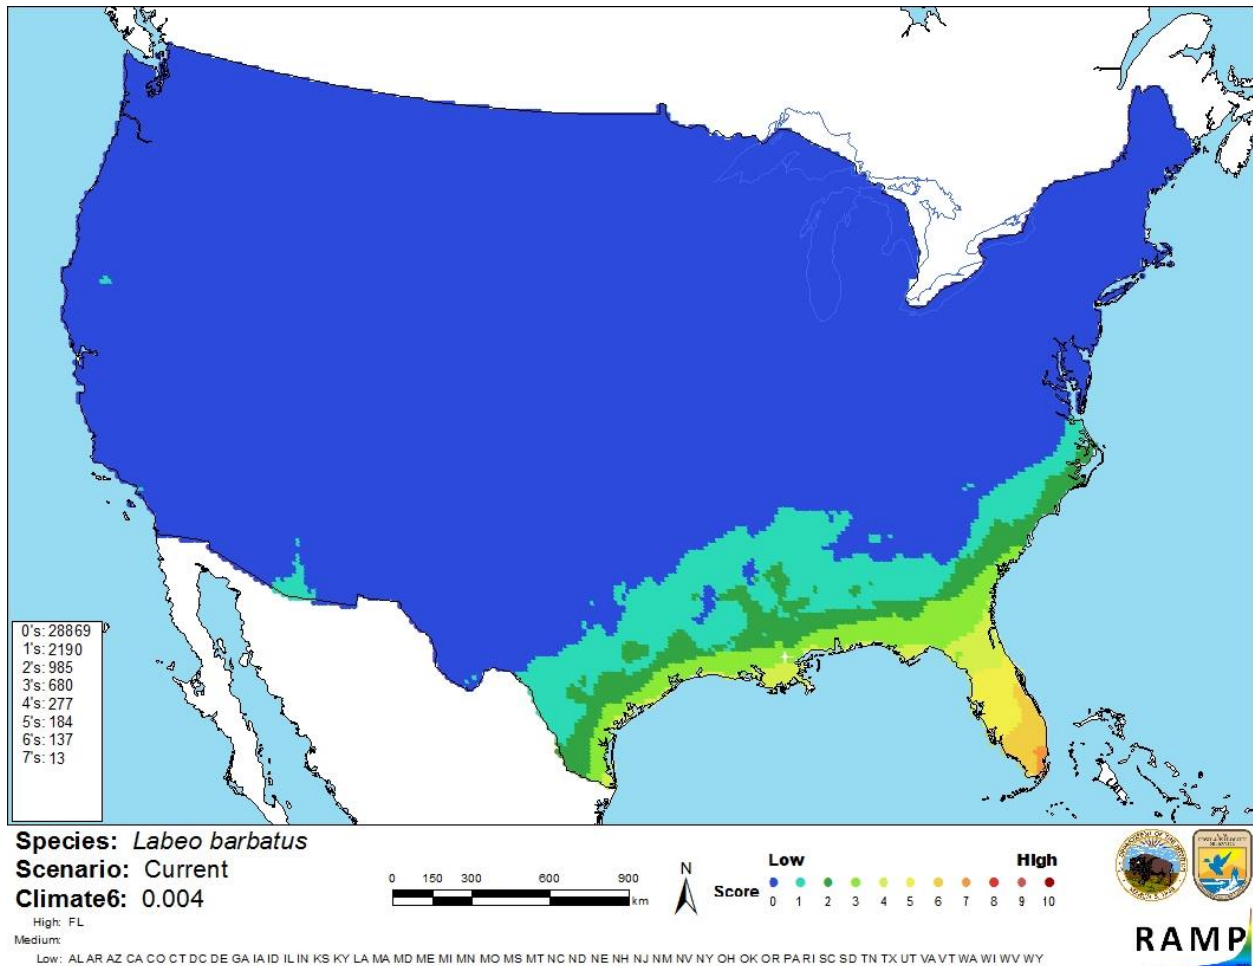 0's: 28869
1's: 2190
2's: 985
3's: 680
4's: 277
5's: 184
6's: 137
7's: 13
Species: Labeo barbatus
Scenario: Current
Climate6: 0.004
High: FL
Medium:
Low: AL AR AZ CA CO CT DC DE GA IA ID IL IN KS KY LA MA MD ME MI MN MO MS MT NC ND NE NH NJ NM NV NY OH OK OR PA RI SC SD TN TX UT VA VT WA WI WV WY
0 150 300 600 900
km
N
Low High
Score 0 1 2 3 4 5 6 7 8 9 10
RAMP